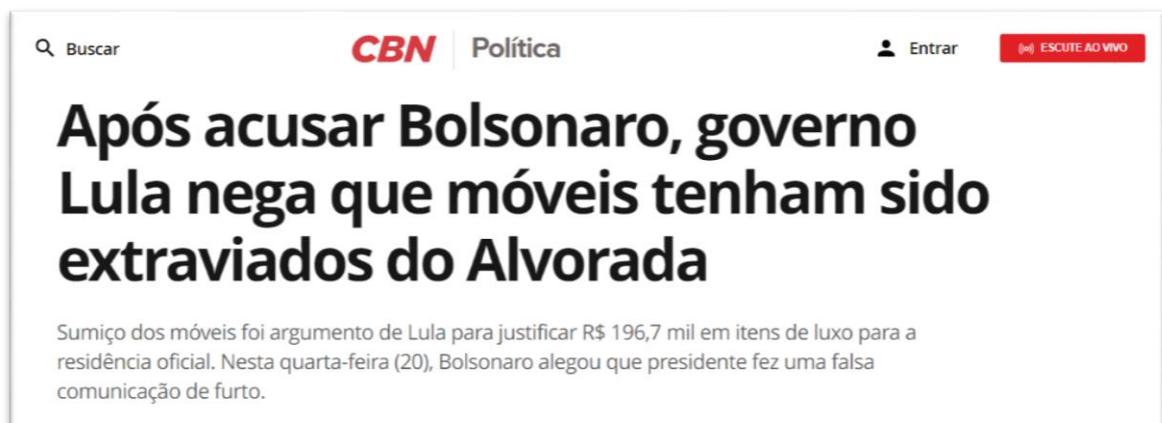 Buscar
CBN Política
Entrar
ESCUTE AO VIVO
Após acusar Bolsonaro, governo
Lula nega que móveis tenham sido
extraviados do Alvorada
Sumiço dos móveis foi argumento de Lula para justificar R$ 196,7 mil em itens de luxo para a
residência oficial. Nesta quarta-feira (20), Bolsonaro alegou que presidente fez uma falsa
comunicação de furto.